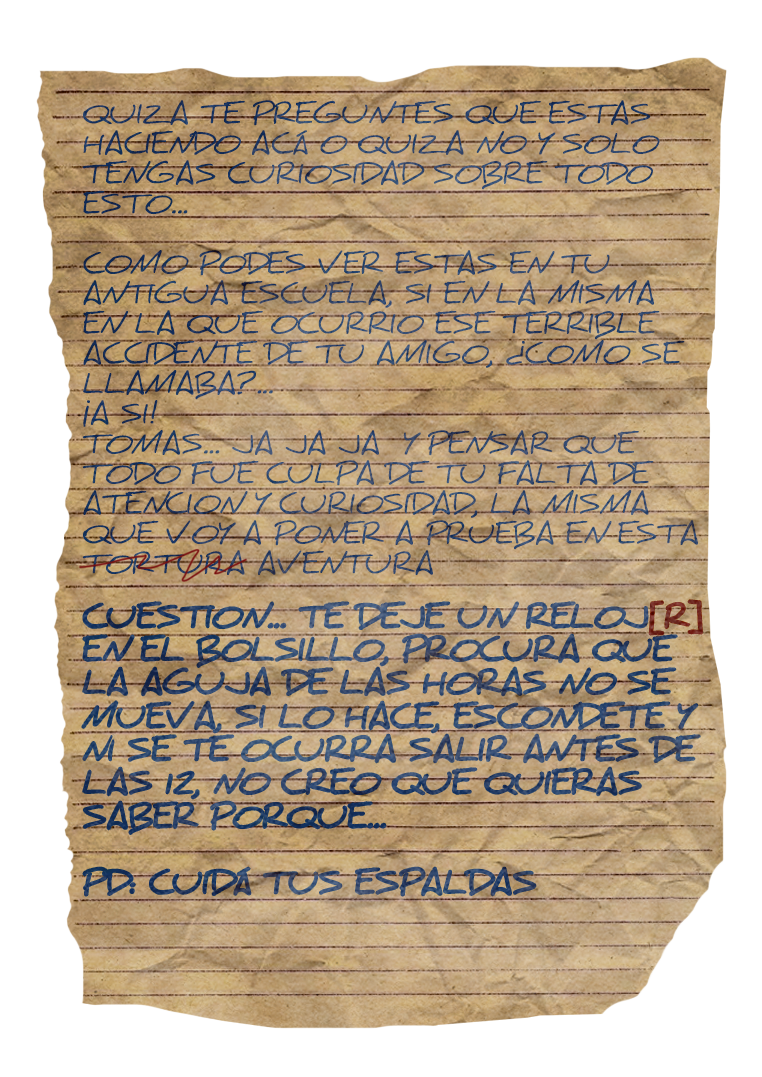 QUIZA TE PREGUNTES QUE ESTAS
HACIENDO ACÁ O QUIZA NO Y SOLO
TENGAS CURIOSIDAD SOBRE TODO
ESTO...
COMO PODES VER ESTAS EN TU
ANTIGUA ESCUELA, SI EN LA MISMA
EN LA QUE OCURRIO ESE TERRIBLE
ACCIDENTE DE TU AMIGO, ¿COMO SE
LLAMABA?...
¡A SI!
TOMAS... JA JA JA Y PENSAR QUE
TODO FUE CULPA DE TU FALTA DE
ATENCION Y CURIOSIDAD, LA MISMA
QUE VOY A PONER A PRUEBA EN ESTA
TORTURA AVENTURA
CUESTION... TE DEJE UN RELOJ[R]
EN EL BOLSILLO, PROCURA QUE
LA AGUJA DE LAS HORAS NO SE
MUEVA, SI LO HACE, ESCONDETE Y
NI SE TE OCURRA SALIR ANTES DE
LAS 12, NO CREO QUE QUIERAS
SABER PORQUE...
PD: CUIDÁ TUS ESPALDAS